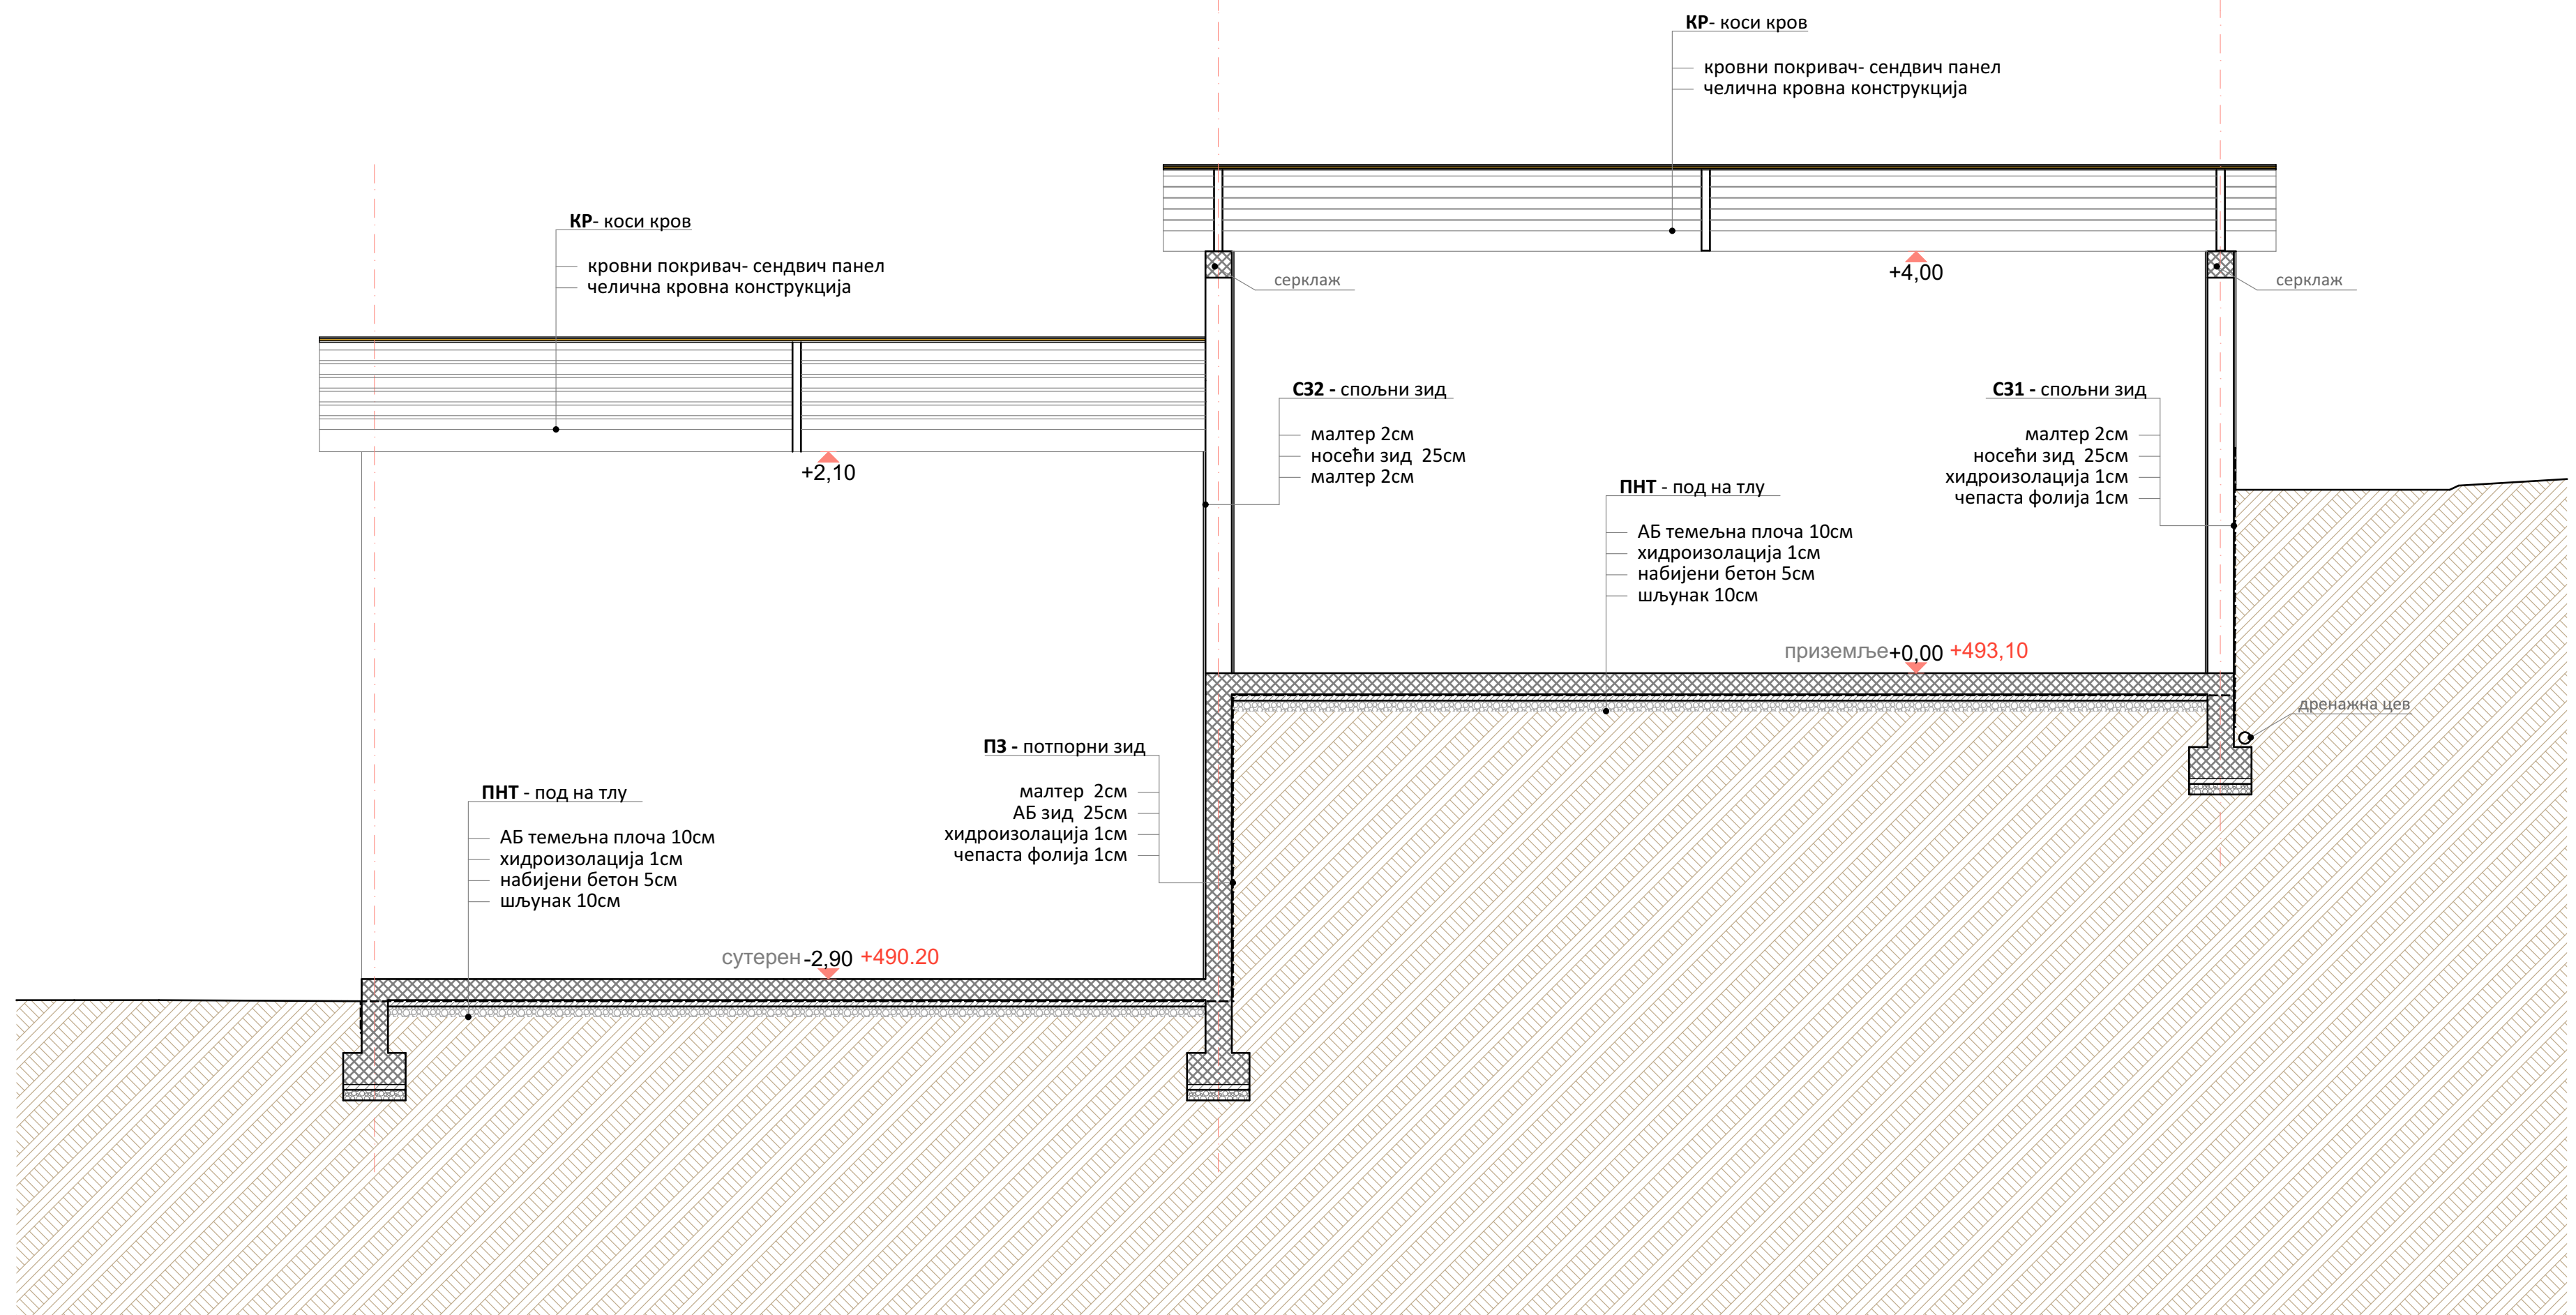 КР- коси кров
кровни покривач- сендвич панел
челична кровна конструкција
КР- коси кров
кровни покривач- сендвич панел
челична кровна конструкција
+4,00
серклаж
серклаж
+2,10
СЗ2 - спољни зид
малтер 2см
носећи зид 25см
малтер 2см
СЗ1 - спољни зид
малтер 2см
носећи зид 25см
хидроизолација 1см
чепаста фолија 1см
ПНТ - под на тлу
АБ темељна плоча 10см
хидроизолација 1см
набијени бетон 5см
шљунак 10см
приземље+0,00 +493,10
дренажна цев
ПЗ - потпорни зид
малтер 2см
АБ зид 25см
хидроизолација 1см
чепаста фолија 1см
ПНТ - под на тлу
АБ темељна плоча 10см
хидроизолација 1см
набијени бетон 5см
шљунак 10см
сутерен-2,90 +490.20